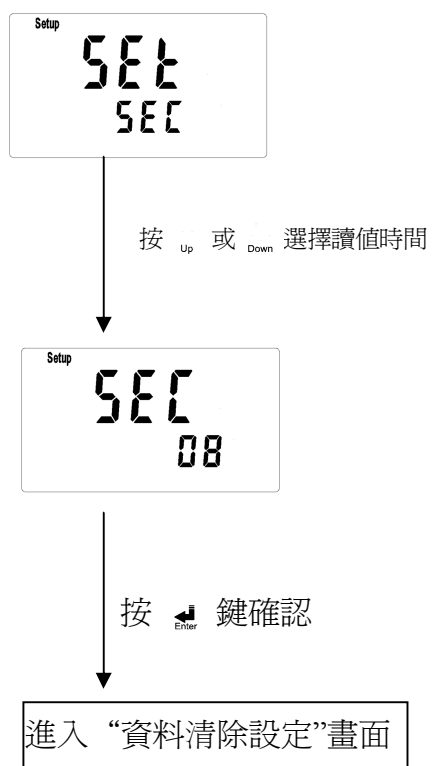 Setup
SEt
SEC
按 Up 或 Down 選擇讀值時間
Setup
SEC
08
按 Enter 鍵確認
進入“資料清除設定”畫面